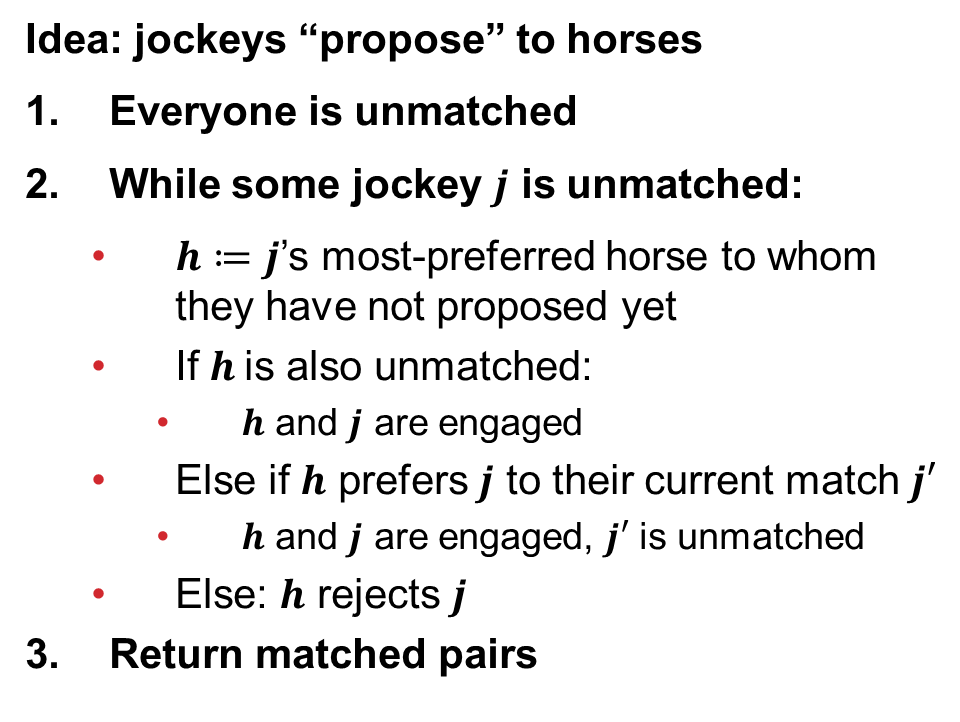 Idea: jockeys “propose” to horses
1. Everyone is unmatched
2. While some jockey 𝒋 is unmatched:
• 𝒉 ≔ 𝒋’s most-preferred horse to whom
they have not proposed yet
• If 𝒉 is also unmatched:
• 𝒉 and 𝒋 are engaged
• Else if 𝒉 prefers 𝒋 to their current match 𝒋′
• 𝒉 and 𝒋 are engaged, 𝒋′ is unmatched
• Else: 𝒉 rejects 𝒋
3. Return matched pairs